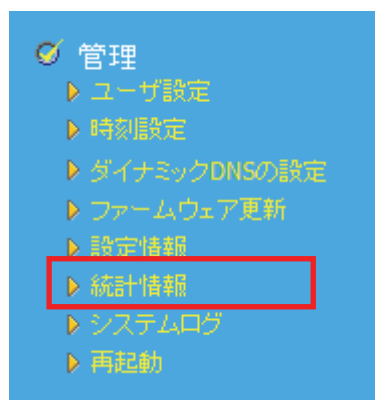 管理
ユーザ設定
時刻設定
ダイナミックDNSの設定
ファームウェア更新
設定情報
統計情報
システムログ
再起動